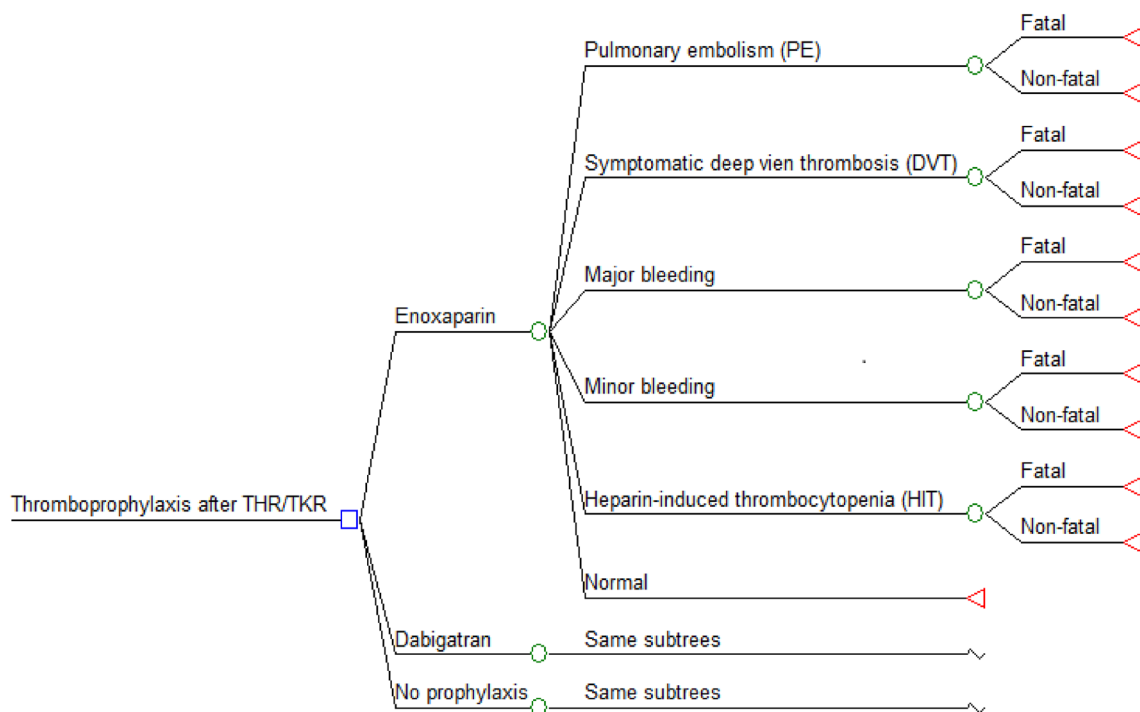 Fatal
Pulmonary embolism (PE)
Non-fatal
Fatal
Symptomatic deep vien thrombosis (DVT)
Non-fatal
Fatal
Major bleeding
Non-fatal
Enoxaparin
Fatal
Minor bleeding
Non-fatal
Fatal
Heparin-induced thrombocytopenia (HIT)
Thromboprophylaxis after THR/TKR
Non-fatal
Normal
Dabigatran Same subtrees
No prophylaxis Same subtrees